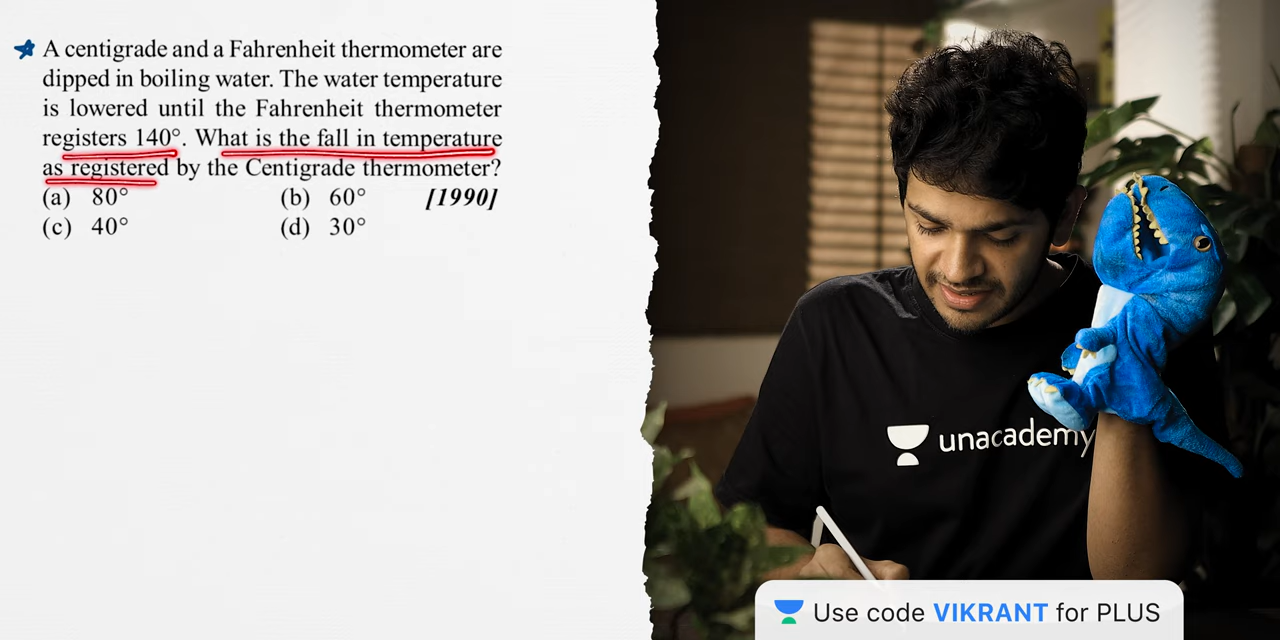 A centigrade and a Fahrenheit thermometer are
dipped in boiling water. The water temperature
is lowered until the Fahrenheit thermometer
registers 140°. What is the fall in temperature
as registered by the Centigrade thermometer?
(a) 80° (b) 60° [1990]
(c) 40° (d) 30°
unacademy
Use code VIKRANT for PLUS